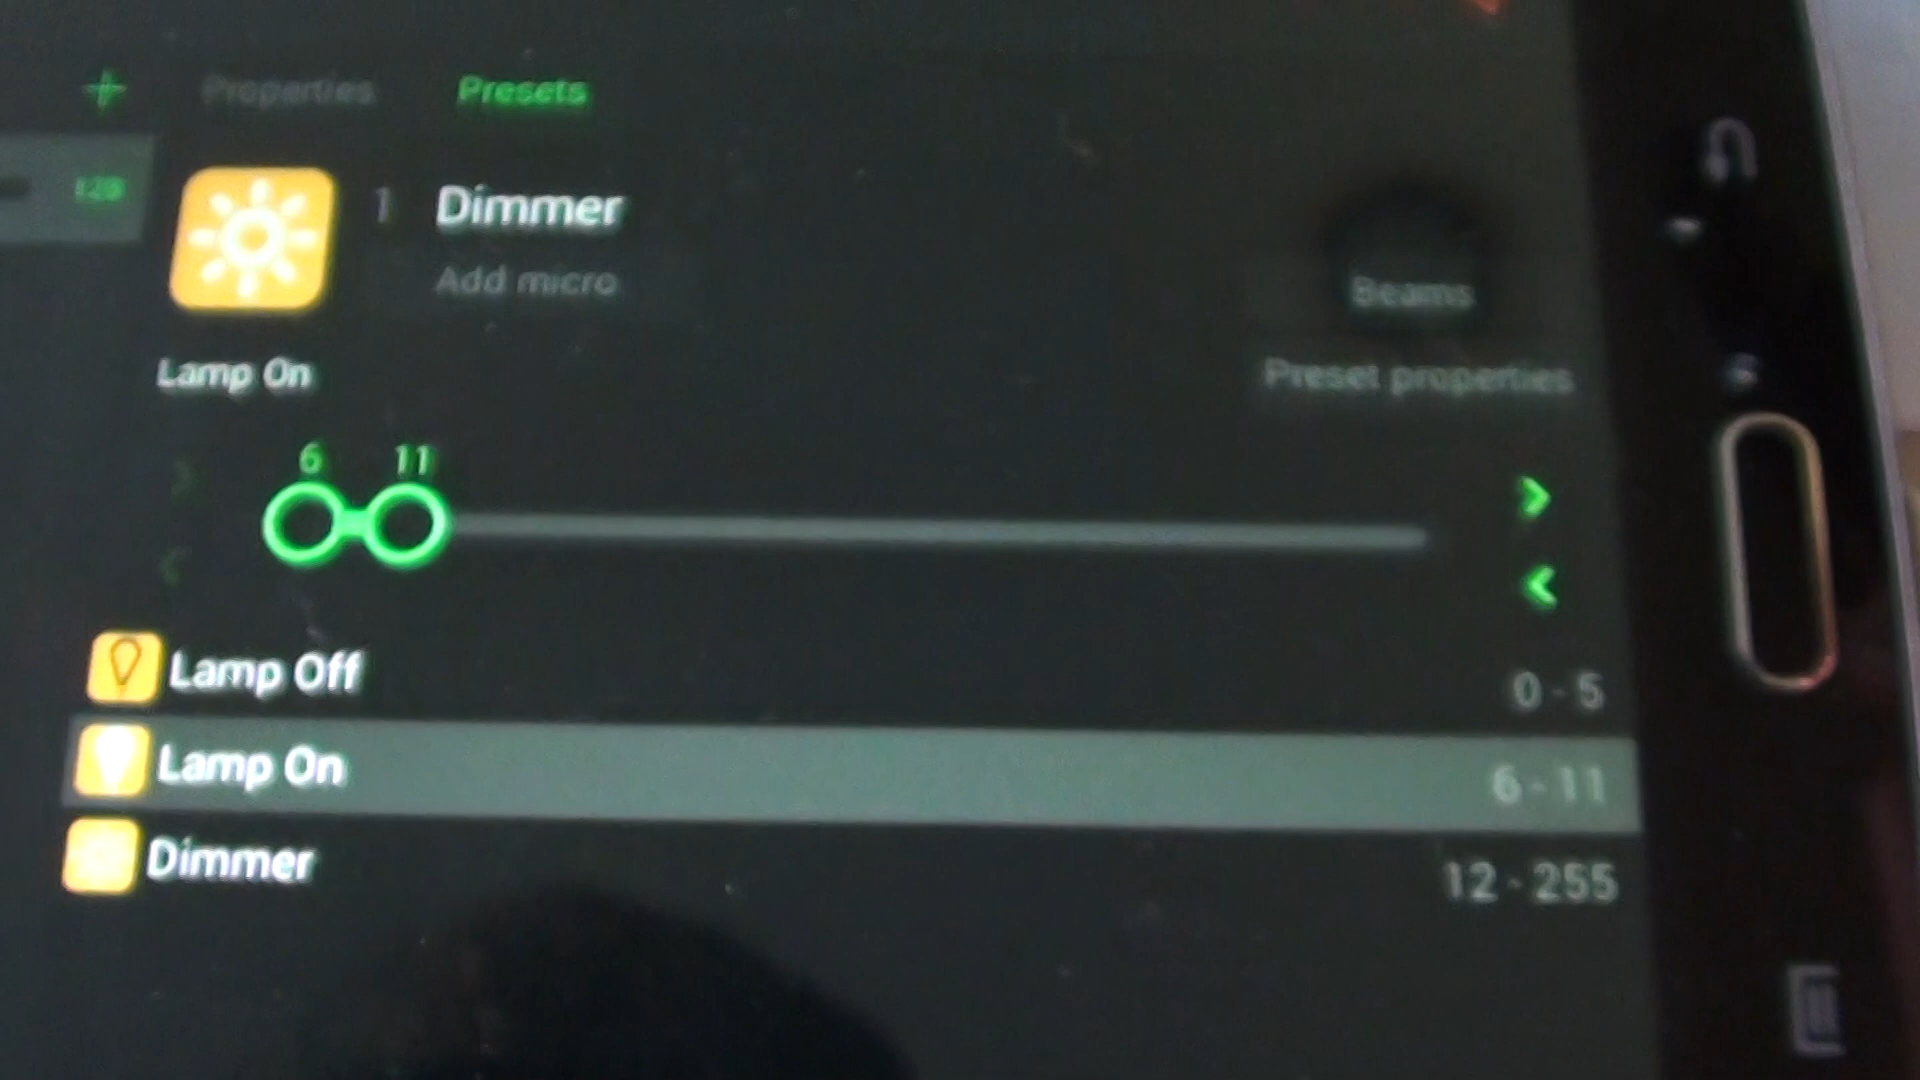 + Properties Presets
128
1 Dimmer
Add micro
Beams
Lamp On
Preset properties
6 11
Lamp Off 0 - 5
Lamp On 6 - 11
Dimmer 12 - 255